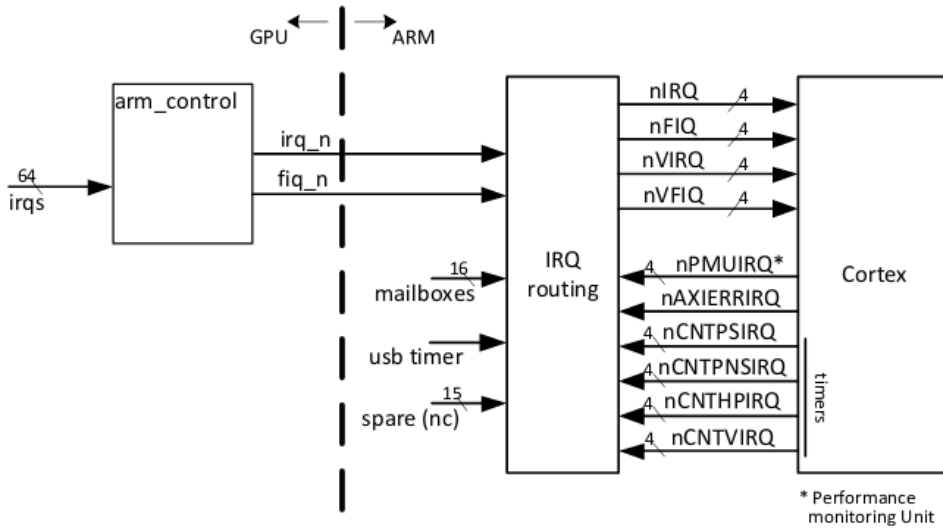 GPU
ARM
arm_control
64
irqs
irq_n
fiq_n
16
mailboxes
usb timer
15
spare (nc)
IRQ
routing
nIRQ 4
nFIQ 4
nVIRQ 4
nVFIQ 4
4 nPMUIRQ*
nAXIERRIRQ
4 nCNTPSIRQ
4 nCNTPNSIRQ
4 nCNTHPIRQ
4 nCNTVIRQ
timers
Cortex
* Performance
monitoring Unit